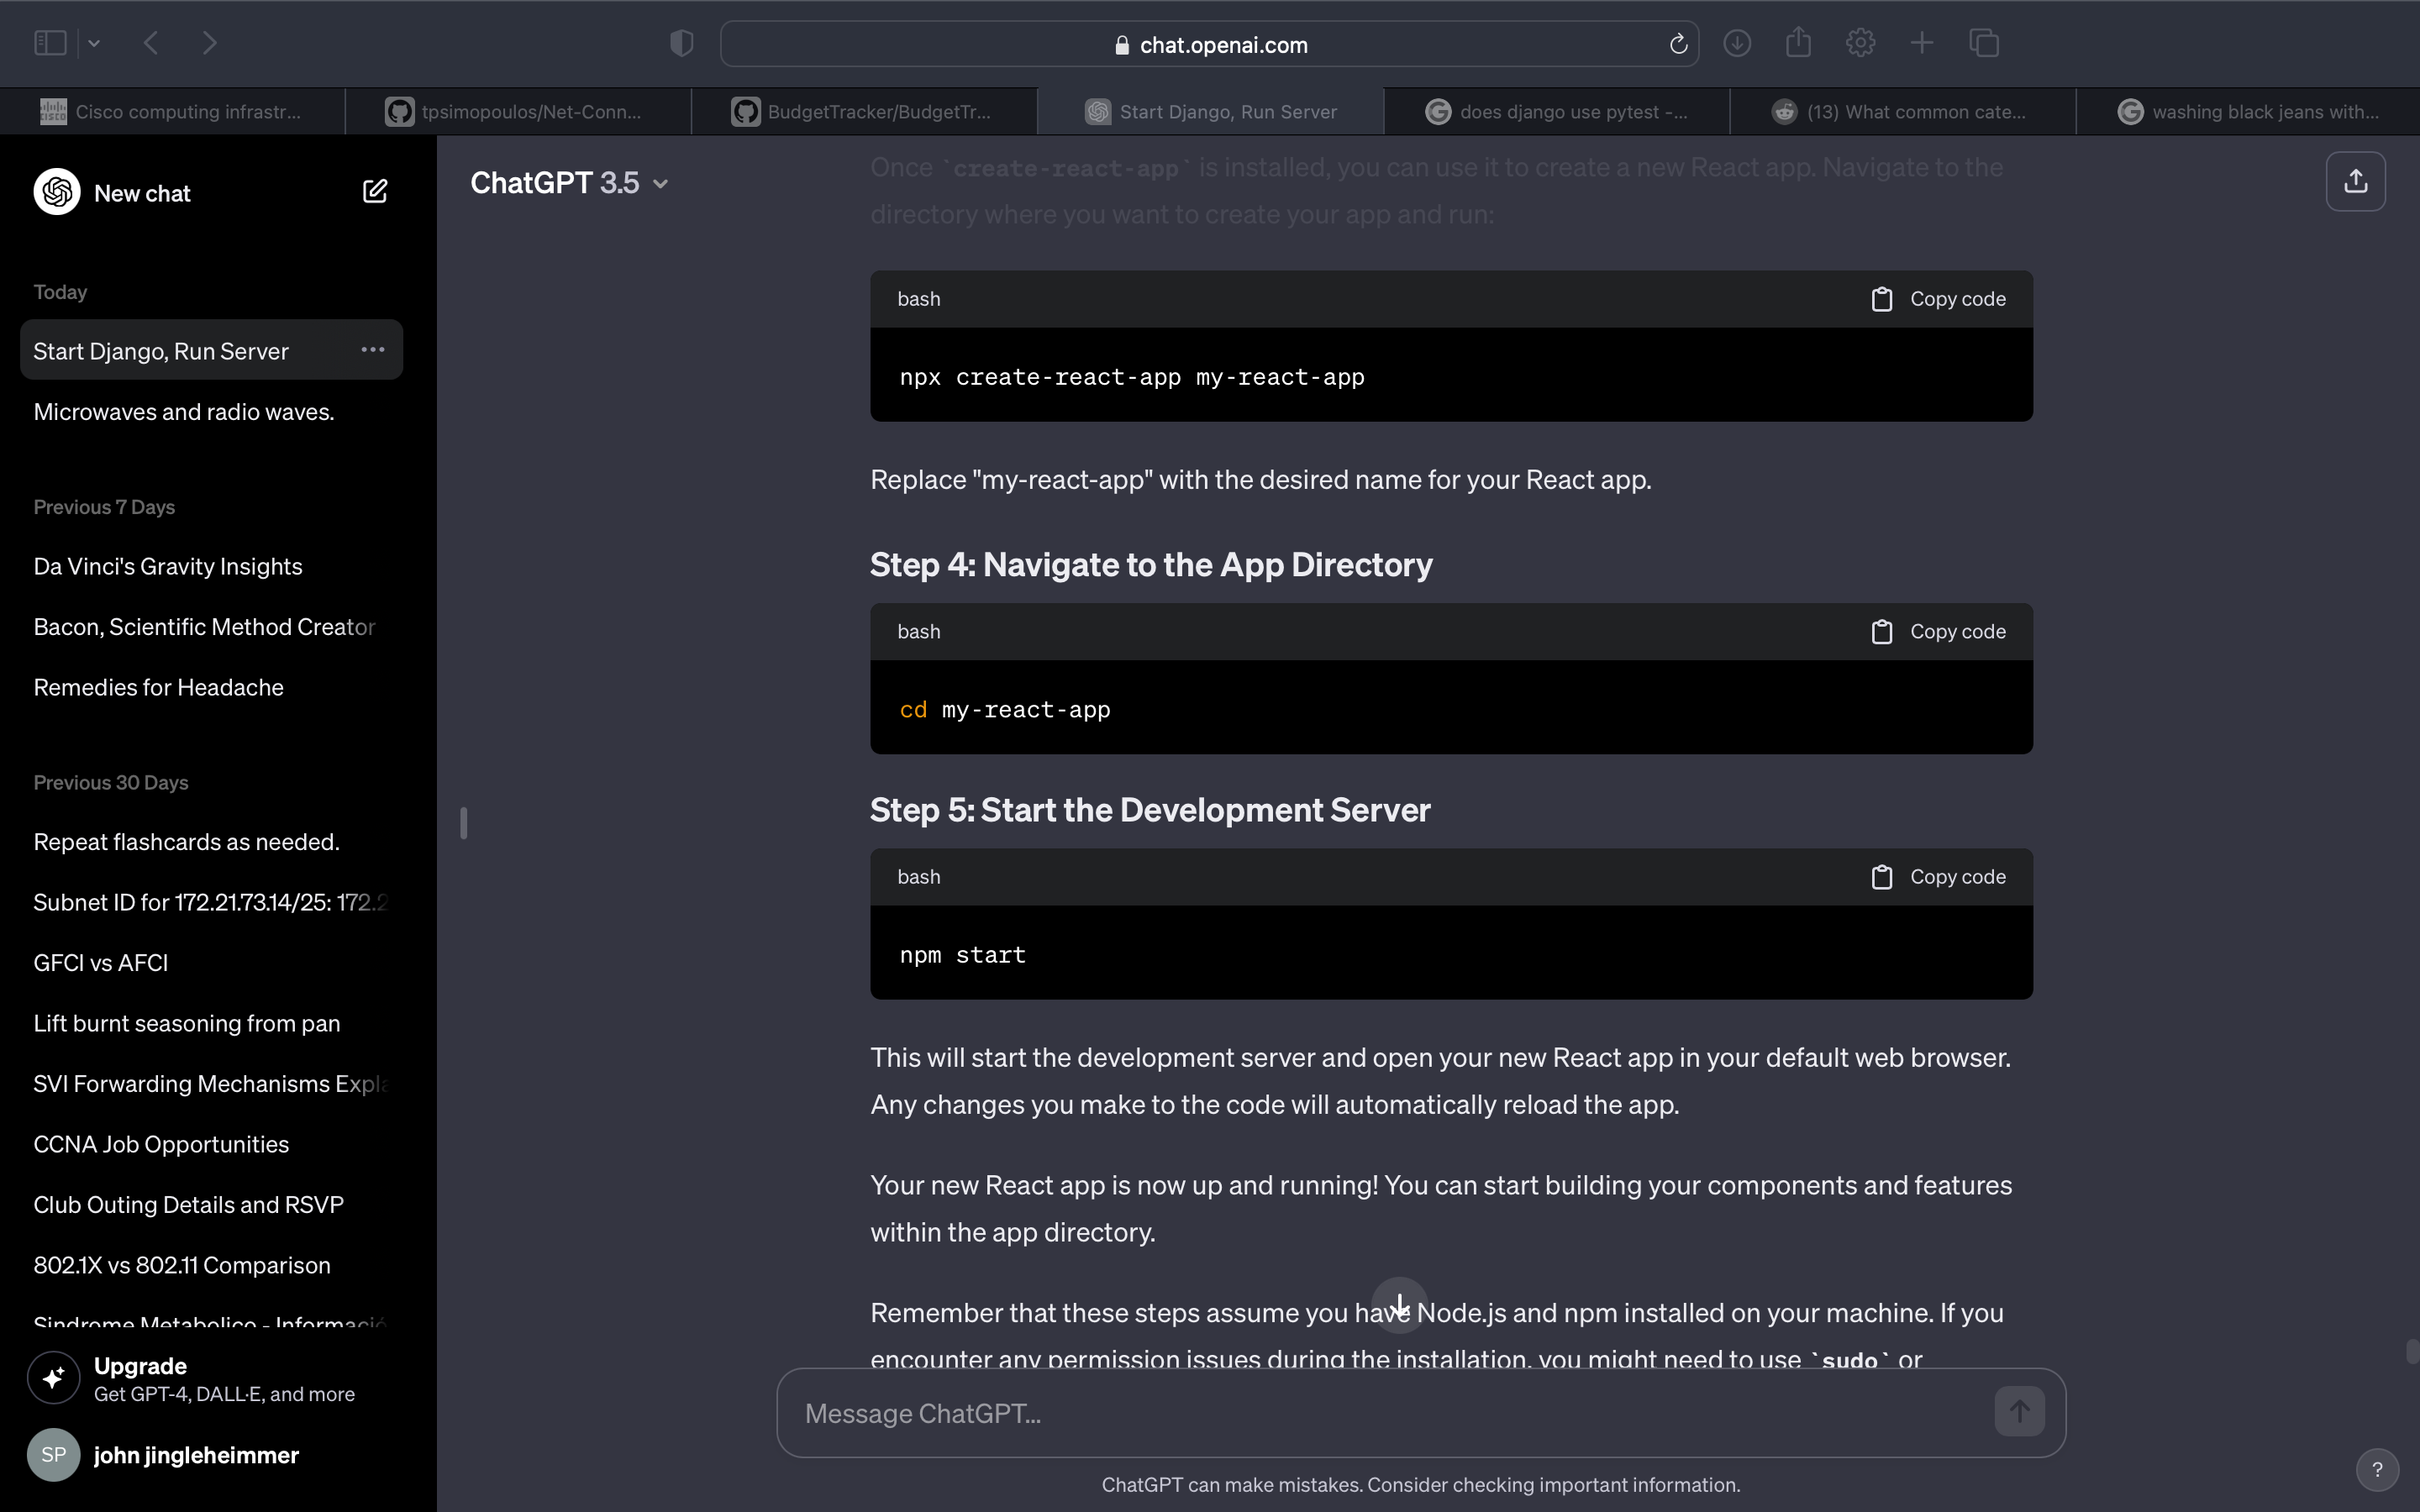 chat.openai.com
Cisco computing infrastr...
tpsimopoulos/Net-Conn...
BudgetTracker/BudgetTr...
Start Django, Run Server
does django use pytest -...
(13) What common cate...
washing black jeans with...
New chat
Today
Start Django, Run Server
Microwaves and radio waves.
Previous 7 Days
Da Vinci's Gravity Insights
Bacon, Scientific Method Creator
Remedies for Headache
Previous 30 Days
Repeat flashcards as needed.
Subnet ID for 172.21.73.14/25: 172.2
GFCI vs AFCI
Lift burnt seasoning from pan
SVI Forwarding Mechanisms Expla
CCNA Job Opportunities
Club Outing Details and RSVP
802.1X vs 802.11 Comparison
Sindrome Metabolico - Informació
Upgrade
Get GPT-4, DALL·E, and more
SP
john jingleheimmer
ChatGPT 3.5
Once `create-react-app` is installed, you can use it to create a new React app. Navigate to the
directory where you want to create your app and run:
bash
Copy code
npx create-react-app my-react-app
Replace "my-react-app" with the desired name for your React app.
Step 4: Navigate to the App Directory
bash
Copy code
cd my-react-app
Step 5: Start the Development Server
bash
Copy code
npm start
This will start the development server and open your new React app in your default web browser.
Any changes you make to the code will automatically reload the app.
Your new React app is now up and running! You can start building your components and features
within the app directory.
Remember that these steps assume you have Node.js and npm installed on your machine. If you
encounter any permission issues during the installation, you might need to use `sudo` or
Message ChatGPT...
ChatGPT can make mistakes. Consider checking important information.
?